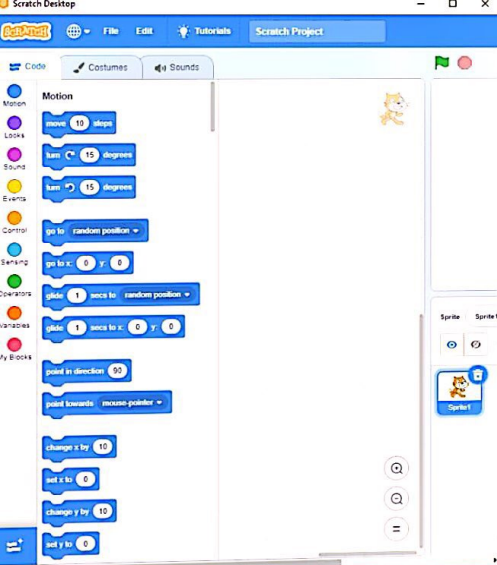 Scratch Desktop
SCRATCH File Edit Tutorials Scratch Project
Code Costumes Sounds
Motion
Looks
Sound
Events
Control
Sensing
Operators
Variables
My Blocks
Motion
move 10 steps
turn 15 degrees
turn 15 degrees
go to random position
go to x: 0 y: 0
glide 1 secs to random position
glide 1 secs to x: 0 y: 0
point in direction 90
point towards mouse-pointer
change x by 10
set x to 0
change y by 10
set y to 0
Sprite Sprite1
Sprite1